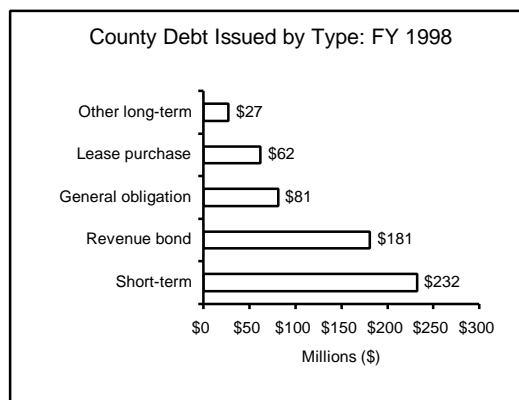 County Debt Issued by Type: FY 1998
Other long-term $27
Lease purchase $62
General obligation $81
Revenue bond $181
Short-term $232
$0 $50 $100 $150 $200 $250 $300
Millions ($)